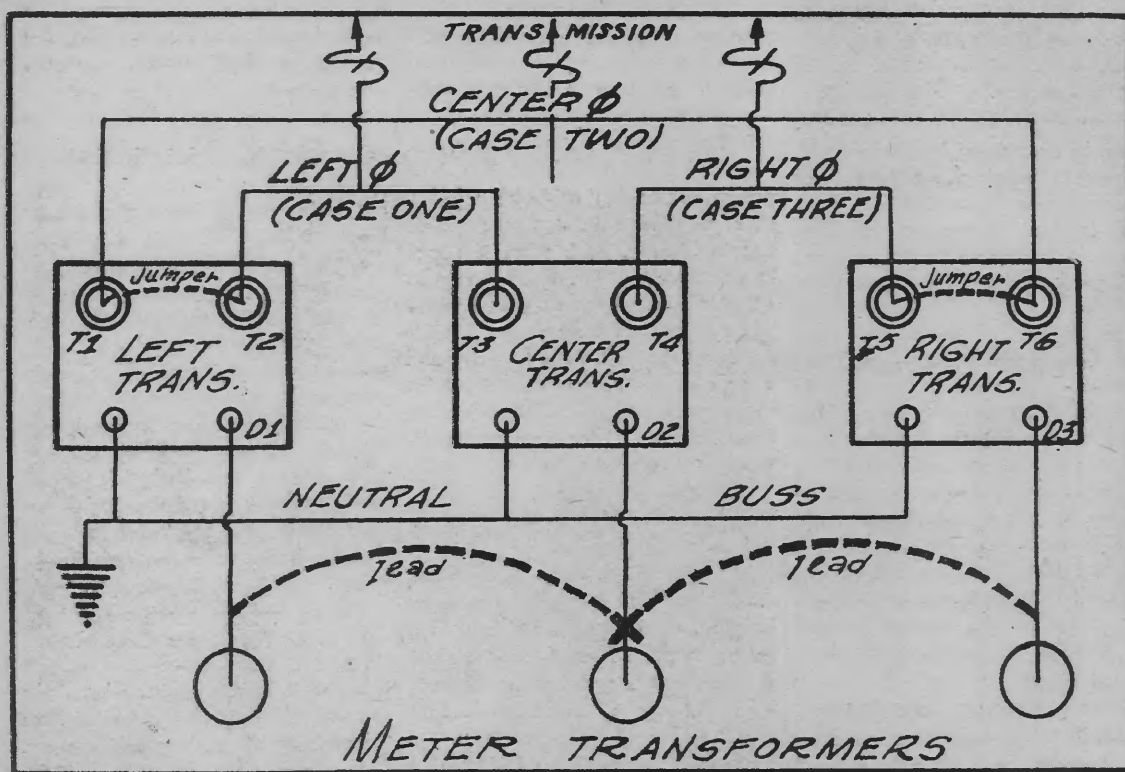 TRANSMISSION
CENTER ϕ
(CASE TWO)
LEFT ϕ
(CASE ONE)
RIGHT ϕ
(CASE THREE)
Jumper
Jumper
T1
T2
T3
T4
T5
T6
LEFT
TRANS.
CENTER
TRANS.
RIGHT
TRANS.
D1
D2
D3
NEUTRAL BUSS
lead
lead
METER TRANSFORMERS